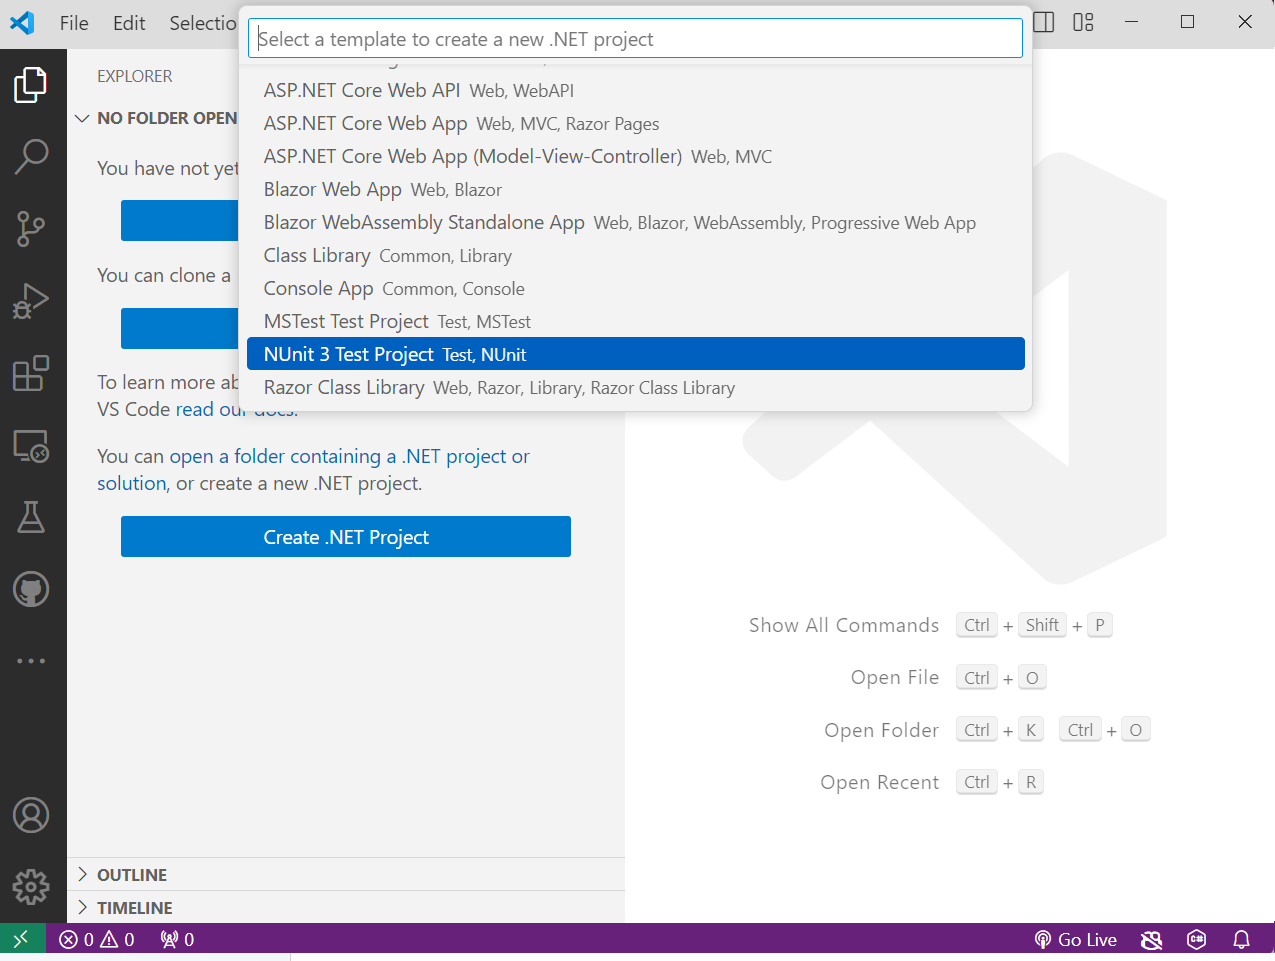 File Edit Selectio
Select a template to create a new .NET project
ASP.NET Core Web API Web, WebAPI
ASP.NET Core Web App Web, MVC, Razor Pages
ASP.NET Core Web App (Model-View-Controller) Web, MVC
Blazor Web App Web, Blazor
Blazor WebAssembly Standalone App Web, Blazor, WebAssembly, Progressive Web App
Class Library Common, Library
Console App Common, Console
MSTest Test Project Test, MSTest
NUnit 3 Test Project Test, NUnit
Razor Class Library Web, Razor, Library, Razor Class Library
EXPLORER
NO FOLDER OPEN
You have not yet
You can clone a
To learn more ab
VS Code read our docs.
You can open a folder containing a .NET project or
solution, or create a new .NET project.
Create .NET Project
OUTLINE
TIMELINE
Show All Commands Ctrl + Shift + P
Open File Ctrl + O
Open Folder Ctrl + K Ctrl + O
Open Recent Ctrl + R
0 0 0 Go Live C#